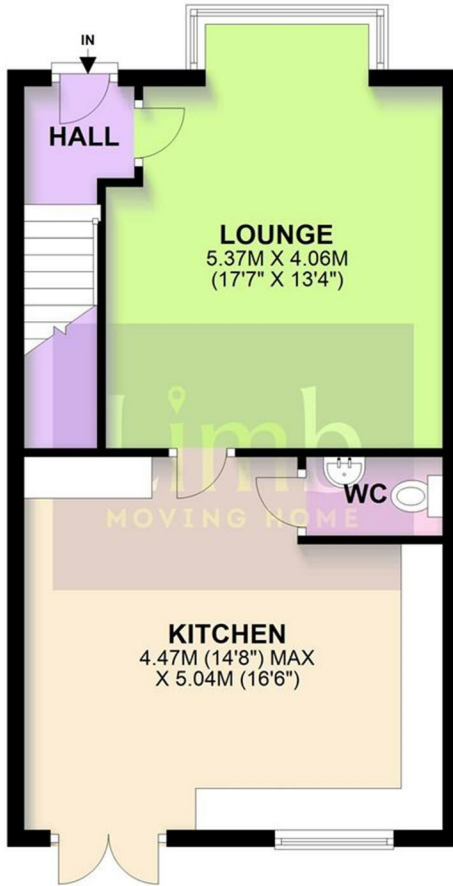 IN
HALL
LOUNGE
5.37M X 4.06M
(17'7" X 13'4")
Limb
MOVING HOME
WC
KITCHEN
4.47M (14'8") MAX
X 5.04M (16'6")